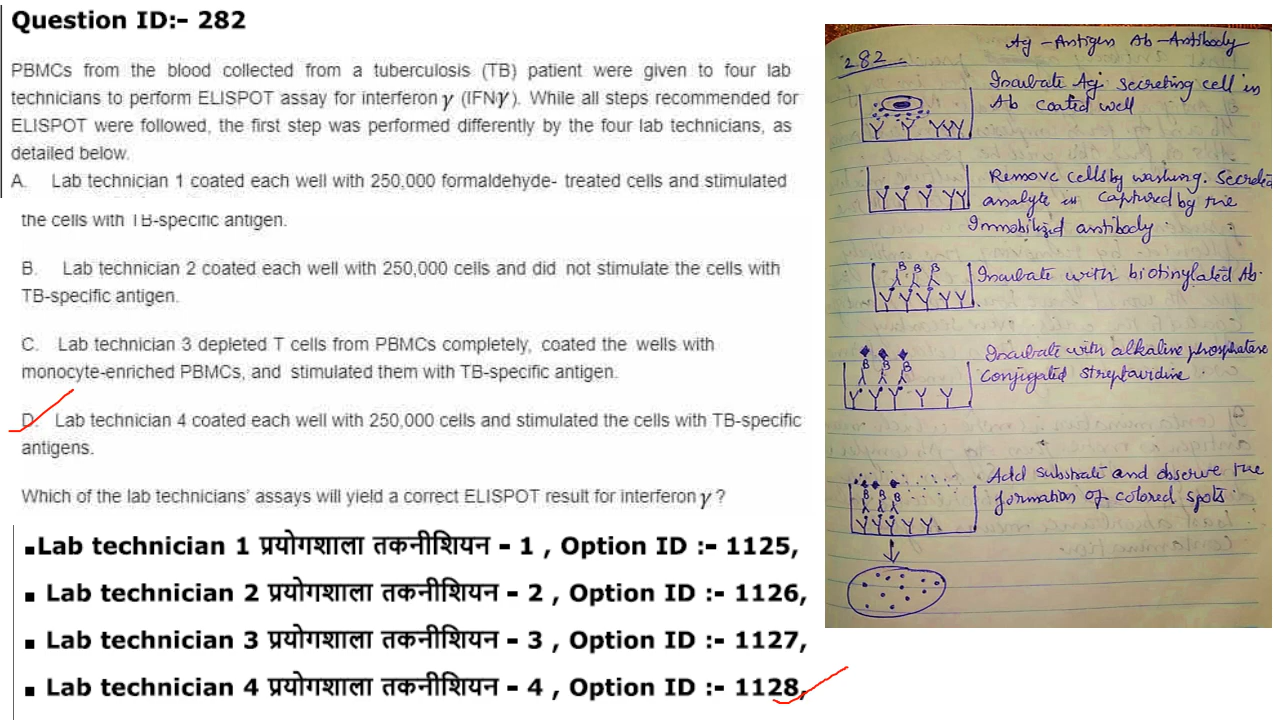 Question ID:- 282
PBMCs from the blood collected from a tuberculosis (TB) patient were given to four lab
technicians to perform ELISPOT assay for interferon γ (IFNγ). While all steps recommended for
ELISPOT were followed, the first step was performed differently by the four lab technicians, as
detailed below.
A. Lab technician 1 coated each well with 250,000 formaldehyde- treated cells and stimulated
the cells with TB-specific antigen.
B. Lab technician 2 coated each well with 250,000 cells and did not stimulate the cells with
TB-specific antigen.
C. Lab technician 3 depleted T cells from PBMCs completely, coated the wells with
monocyte-enriched PBMCs, and stimulated them with TB-specific antigen.
D. Lab technician 4 coated each well with 250,000 cells and stimulated the cells with TB-specific
antigens.
Which of the lab technicians' assays will yield a correct ELISPOT result for interferon γ ?
▪Lab technician 1 प्रयोगशाला तकनीशियन - 1 , Option ID :- 1125,
▪ Lab technician 2 प्रयोगशाला तकनीशियन - 2 , Option ID :- 1126,
▪ Lab technician 3 प्रयोगशाला तकनीशियन - 3 , Option ID :- 1127,
▪ Lab technician 4 प्रयोगशाला तकनीशियन - 4 , Option ID :- 1128,
Ag -Antigen Ab -Antibody
282
Incubate Ag secreting cell in
Ab coated well
Remove cells by washing. Secreted
analyte is captured by the
Immobilized antibody
B B B
Incubate with biotinylated Ab.
Incubate with alkaline phosphatase
conjugated streptavidine
B B B
Add substrate and observe the
formation of colored spots
B B B